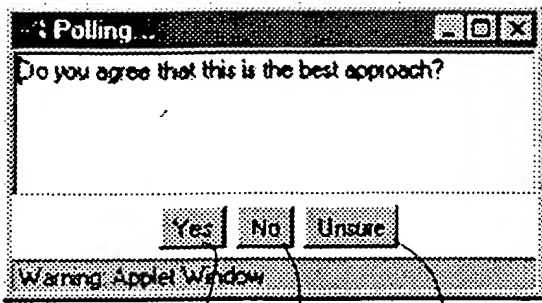 Polling...
Do you agree that this is the best approach?
Yes No Unsure
Warning: Applet Window